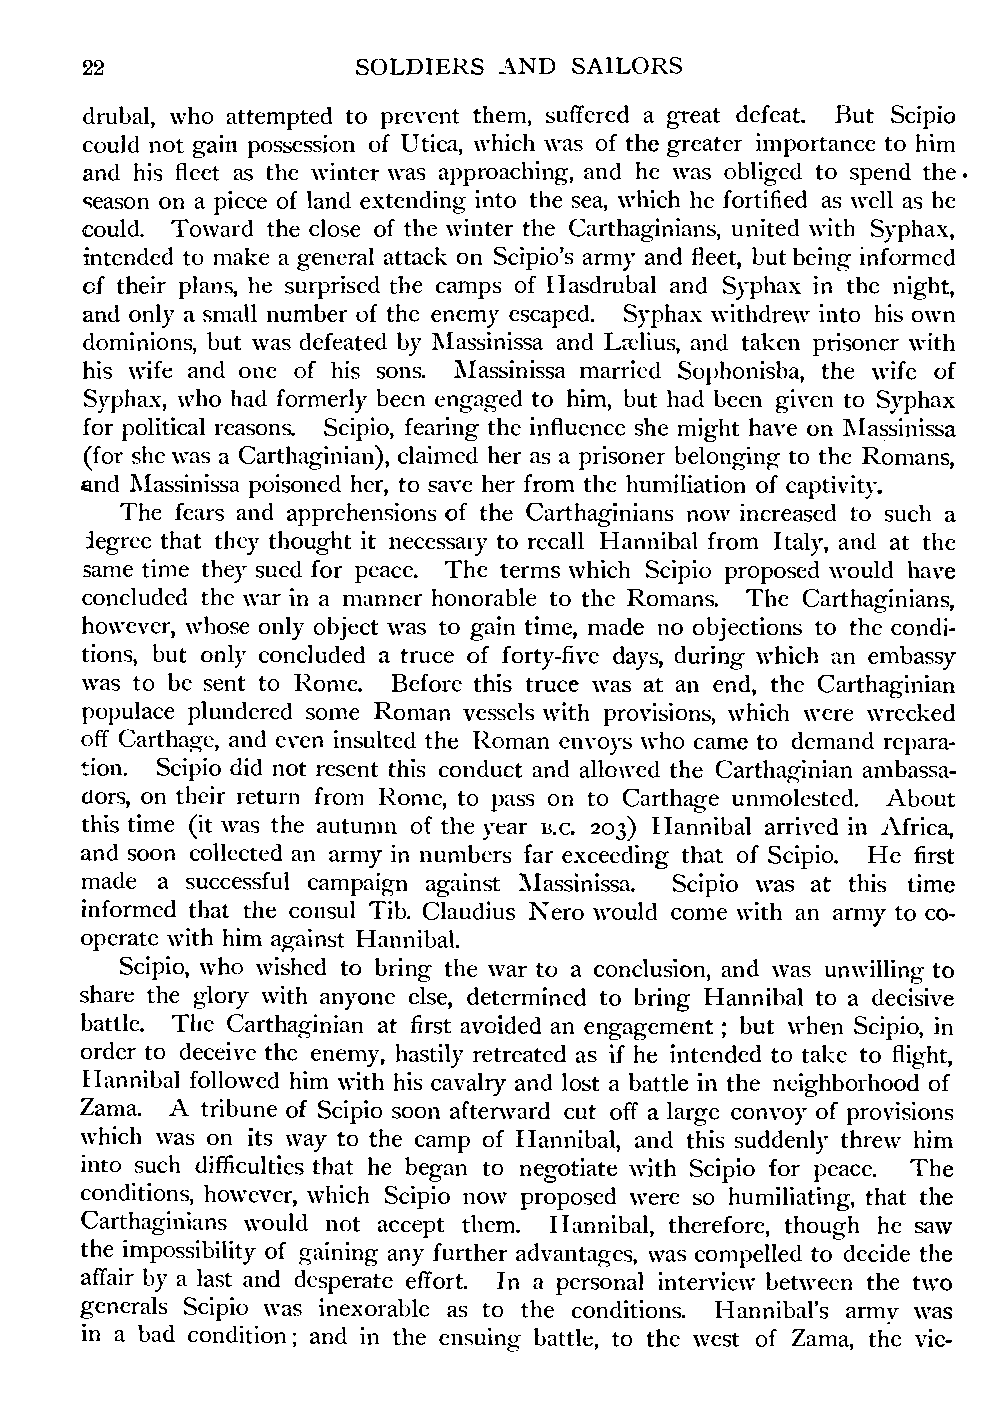 22 SOLDIERS AND SAILORS
drubal, who attempted to prevent them, suffered a great defeat. But Scipio
could not gain possession of Utica, which was of the greater importance to him
and his fleet as the winter was approaching, and he was obliged to spend the
season on a piece of land extending into the sea, which he fortified as well as he
could. Toward the close of the winter the Carthaginians, united with Syphax,
intended to make a general attack on Scipio's army and fleet, but being informed
of their plans, he surprised the camps of Hasdrubal and Syphax in the night,
and only a small number of the enemy escaped. Syphax withdrew into his own
dominions, but was defeated by Massinissa and Lælius, and taken prisoner with
his wife and one of his sons. Massinissa married Sophonisba, the wife of
Syphax, who had formerly been engaged to him, but had been given to Syphax
for political reasons. Scipio, fearing the influence she might have on Massinissa
(for she was a Carthaginian), claimed her as a prisoner belonging to the Romans,
and Massinissa poisoned her, to save her from the humiliation of captivity.
The fears and apprehensions of the Carthaginians now increased to such a
degree that they thought it necessary to recall Hannibal from Italy, and at the
same time they sued for peace. The terms which Scipio proposed would have
concluded the war in a manner honorable to the Romans. The Carthaginians,
however, whose only object was to gain time, made no objections to the condi-
tions, but only concluded a truce of forty-five days, during which an embassy
was to be sent to Rome. Before this truce was at an end, the Carthaginian
populace plundered some Roman vessels with provisions, which were wrecked
off Carthage, and even insulted the Roman envoys who came to demand repara-
tion. Scipio did not resent this conduct and allowed the Carthaginian ambassa-
dors, on their return from Rome, to pass on to Carthage unmolested. About
this time (it was the autumn of the year B.C. 203) Hannibal arrived in Africa,
and soon collected an army in numbers far exceeding that of Scipio. He first
made a successful campaign against Massinissa. Scipio was at this time
informed that the consul Tib. Claudius Nero would come with an army to co-
operate with him against Hannibal.
Scipio, who wished to bring the war to a conclusion, and was unwilling to
share the glory with anyone else, determined to bring Hannibal to a decisive
battle. The Carthaginian at first avoided an engagement ; but when Scipio, in
order to deceive the enemy, hastily retreated as if he intended to take to flight,
Hannibal followed him with his cavalry and lost a battle in the neighborhood of
Zama. A tribune of Scipio soon afterward cut off a large convoy of provisions
which was on its way to the camp of Hannibal, and this suddenly threw him
into such difficulties that he began to negotiate with Scipio for peace. The
conditions, however, which Scipio now proposed were so humiliating, that the
Carthaginians would not accept them. Hannibal, therefore, though he saw
the impossibility of gaining any further advantages, was compelled to decide the
affair by a last and desperate effort. In a personal interview between the two
generals Scipio was inexorable as to the conditions. Hannibal's army was
in a bad condition; and in the ensuing battle, to the west of Zama, the vic-